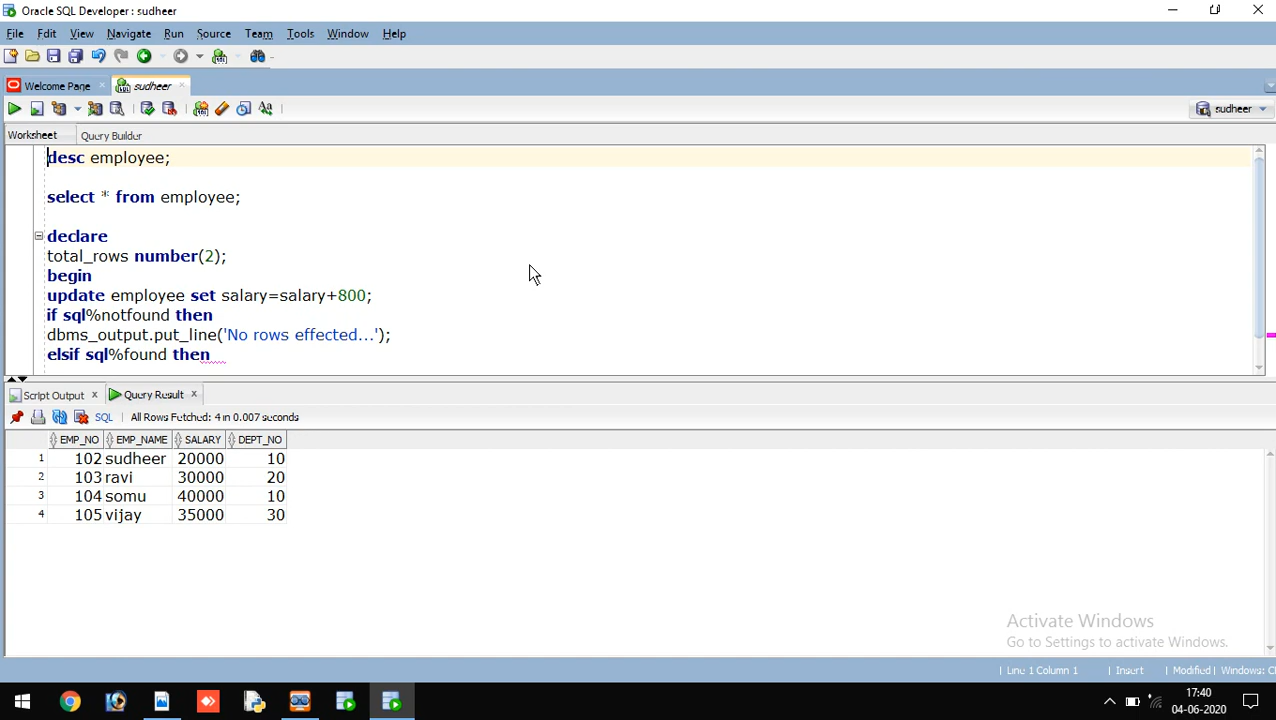 Oracle SQL Developer : sudheer
File Edit View Navigate Run Source Team Tools Window Help
Welcome Page sudheer
sudheer
Worksheet Query Builder
desc employee;
select * from employee;
declare
total_rows number(2);
begin
update employee set salary=salary+800;
if sql%notfound then
dbms_output.put_line('No rows effected...');
elsif sql%found then
Script Output Query Result
SQL All Rows Fetched: 4 in 0.007 seconds
EMP_NO EMP_NAME SALARY DEPT_NO
1 102 sudheer 20000 10
2 103 ravi 30000 20
3 104 somu 40000 10
4 105 vijay 35000 30
Activate Windows
Go to Settings to activate Windows.
Line 1 Column 1 Insert Modified Windows: C
17:40
04-06-2020